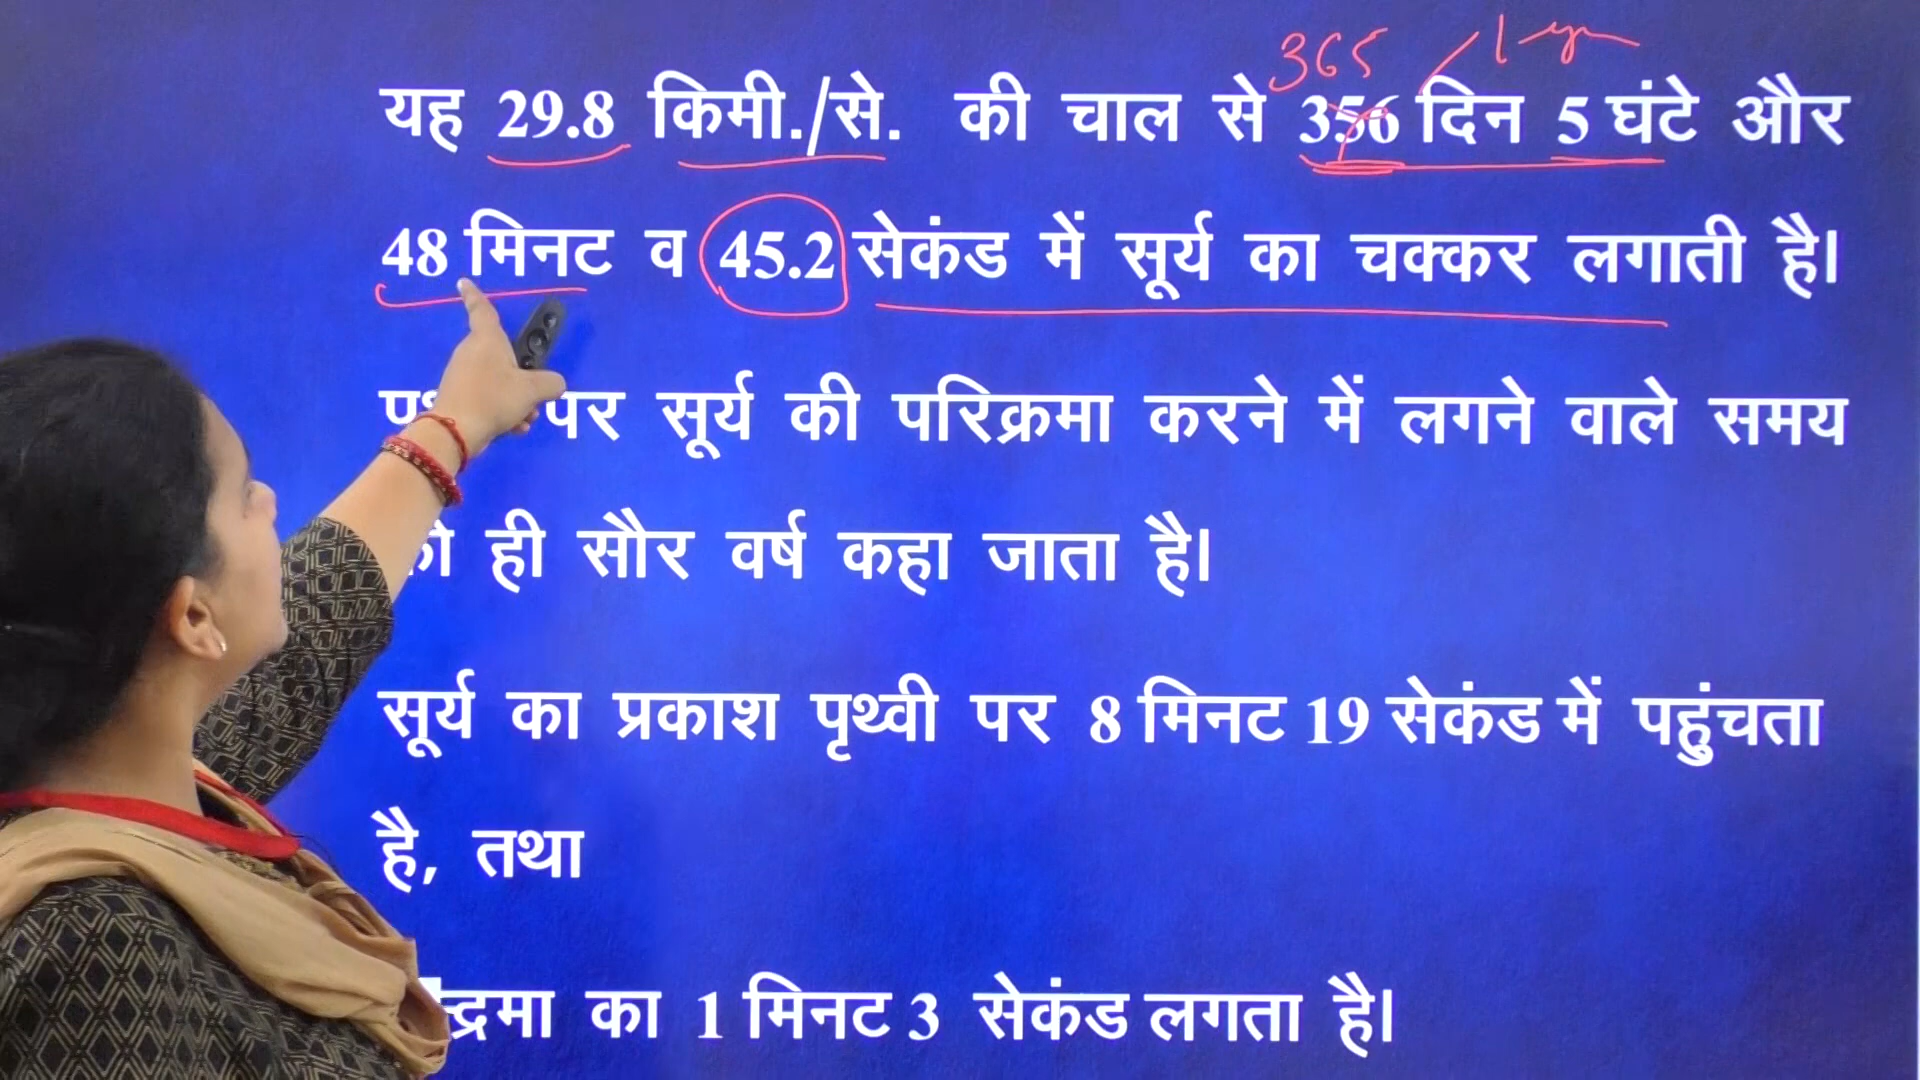 365 / 1 yr
यह 29.8 किमी./से. की चाल से 356 दिन 5 घंटे और
48 मिनट व 45.2 सेकंड में सूर्य का चक्कर लगाती है।
पर सूर्य की परिक्रमा करने में लगने वाले समय
ही सौर वर्ष कहा जाता है।
सूर्य का प्रकाश पृथ्वी पर 8 मिनट 19 सेकंड में पहुंचता
है, तथा
का 1 मिनट 3 सेकंड लगता है।